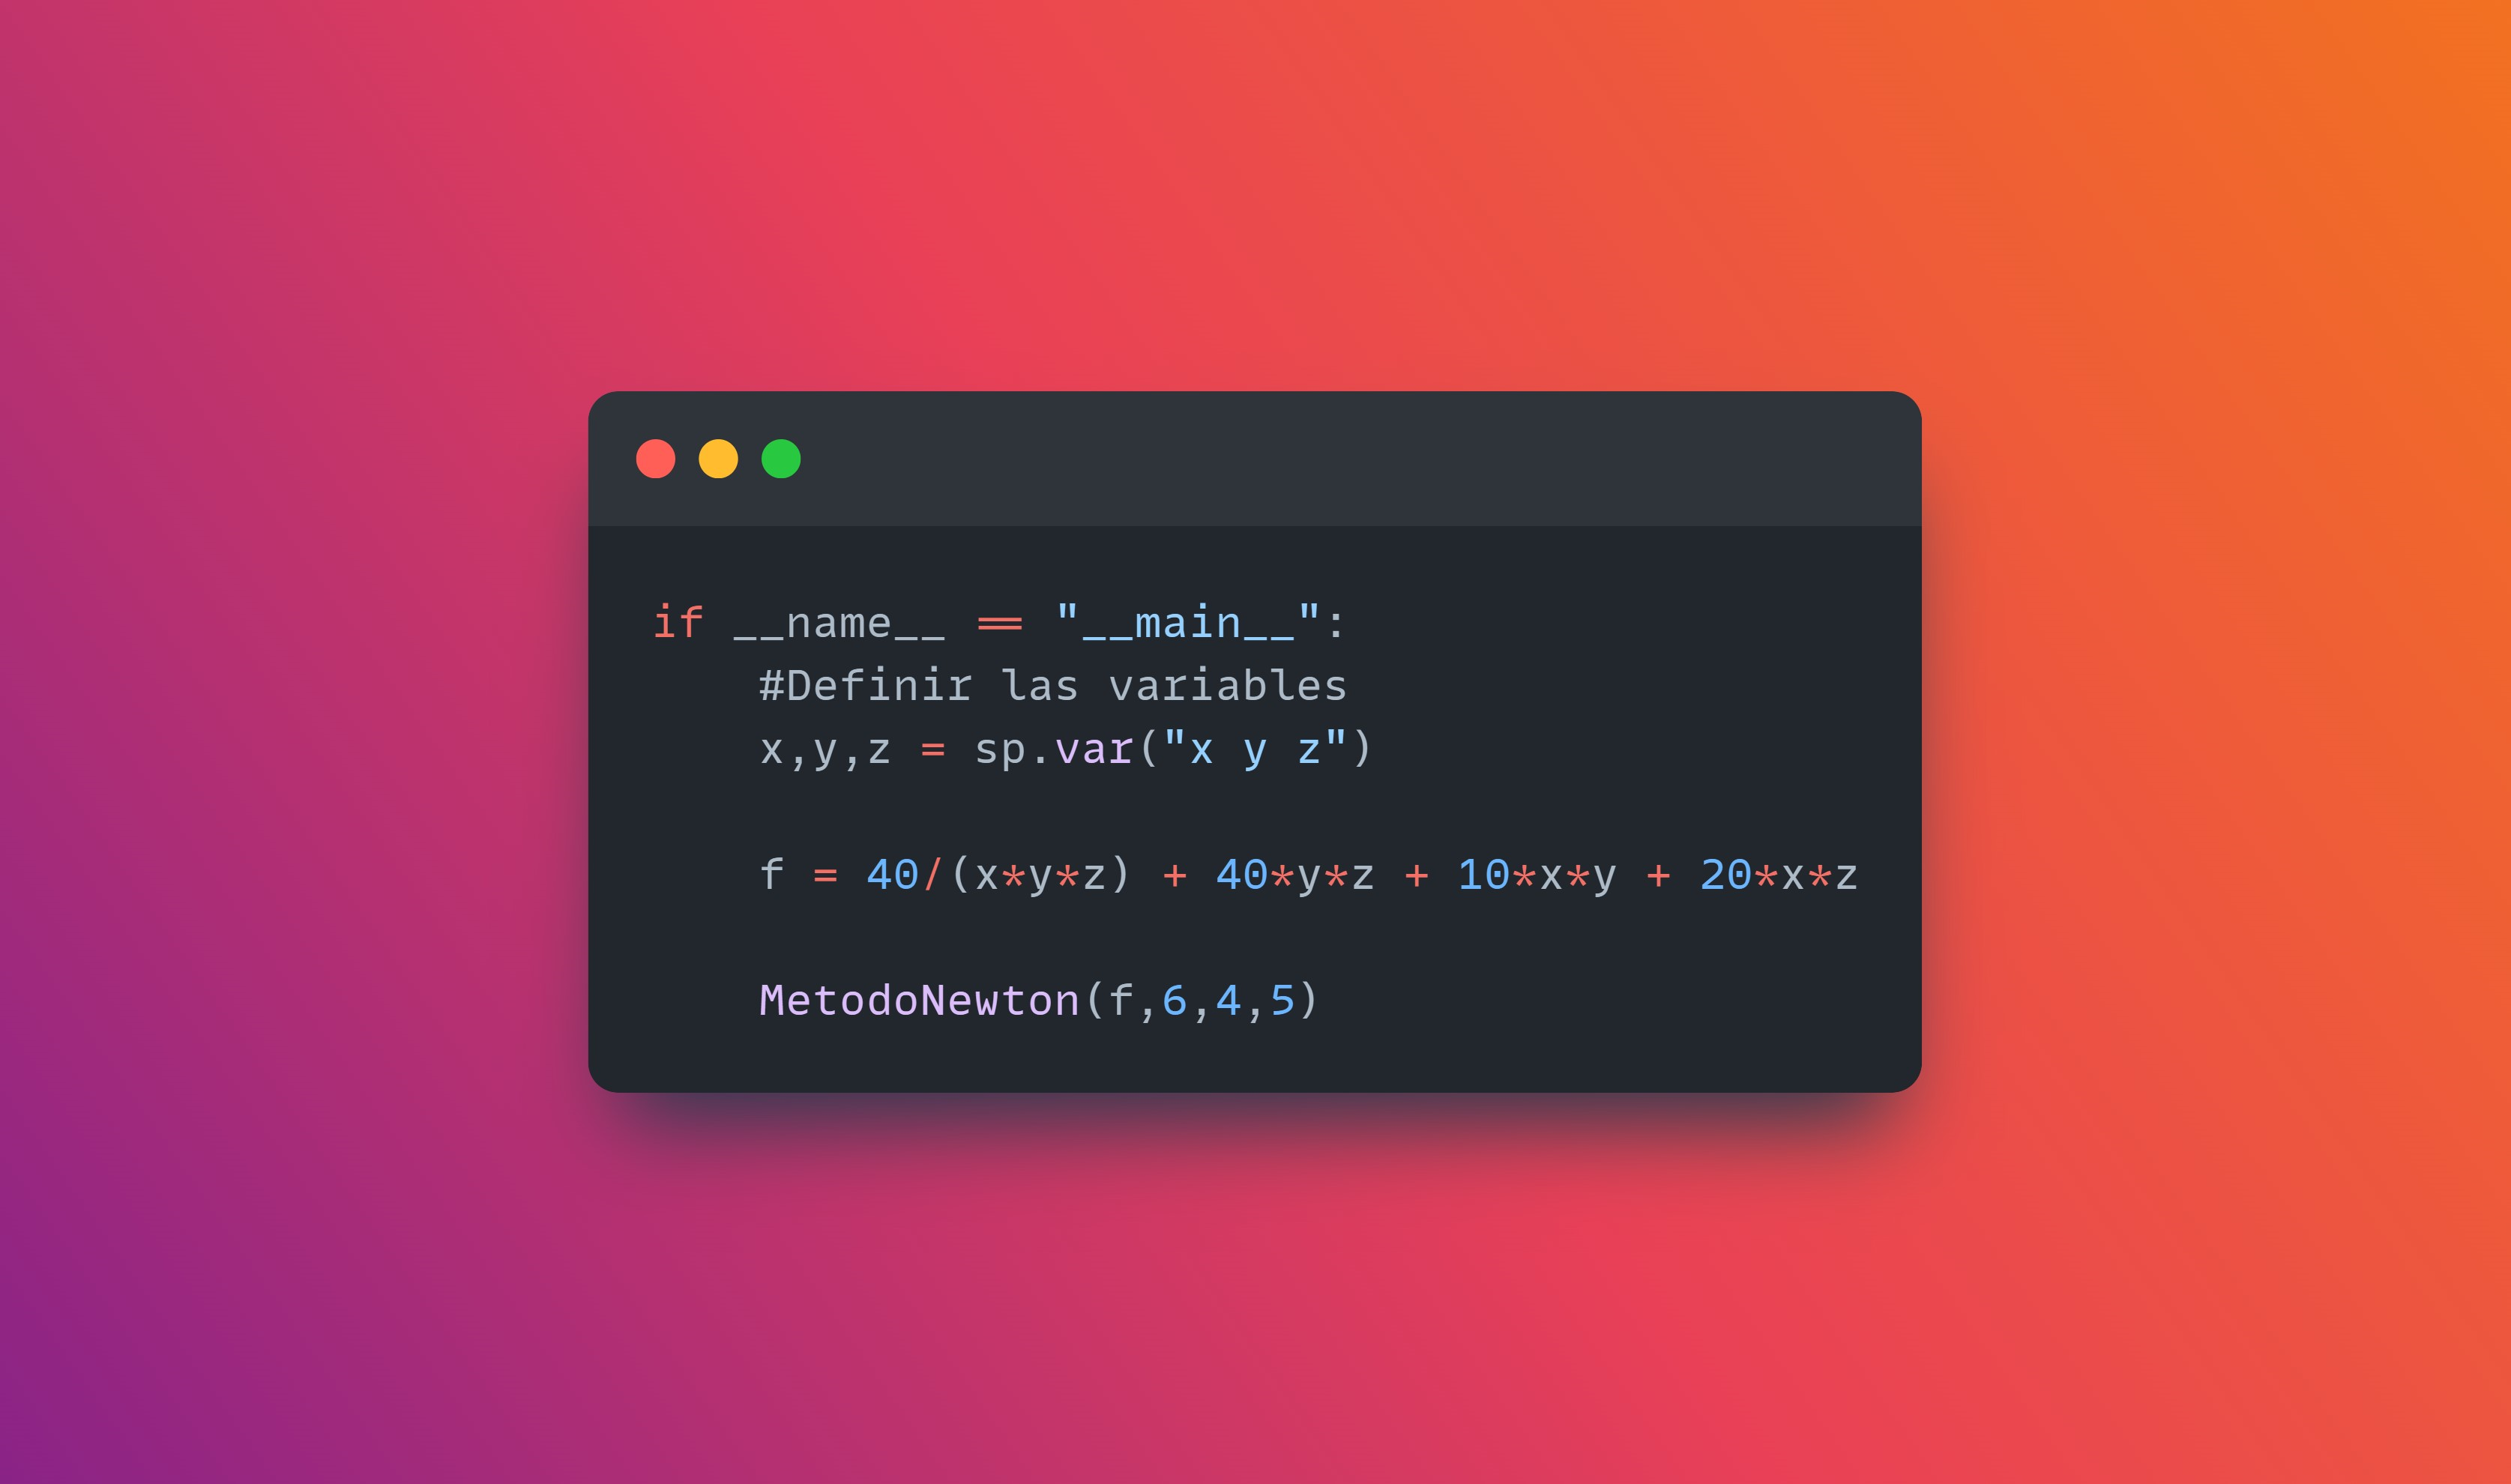 if __name__ == "__main__":
    #Definir las variables
    x,y,z = sp.var("x y z")
    f = 40/(x*y*z) + 40*y*z + 10*x*y + 20*x*z
    MetodoNewton(f,6,4,5)